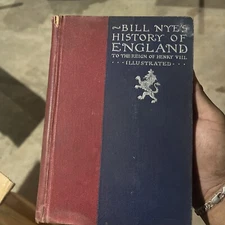 ~BILL NYE'S
HISTORY OF
ENGLAND
TO THE REIGN OF HENRY VIII.
···ILLUSTRATED···